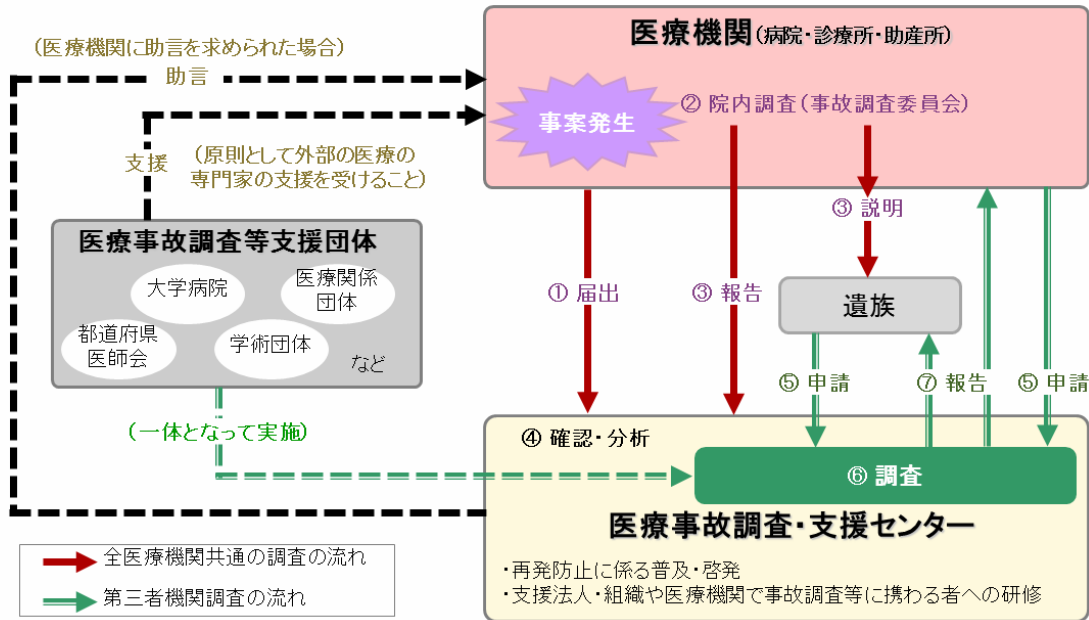 医療機関(病院・診療所・助産所)
(医療機関に助言を求められた場合)
助言
事案発生
② 院内調査(事故調査委員会)
支援
(原則として外部の医療の
専門家の支援を受けること)
③ 説明
医療事故調査等支援団体
大学病院
医療関係
団体
都道府県
医師会
学術団体
など
① 届出
③ 報告
遺族
⑤ 申請
⑦ 報告
⑤ 申請
(一体となって実施)
④ 確認・分析
⑥ 調査
医療事故調査・支援センター
・再発防止に係る普及・啓発
・支援法人・組織や医療機関で事故調査等に携わる者への研修
全医療機関共通の調査の流れ
第三者機関調査の流れ